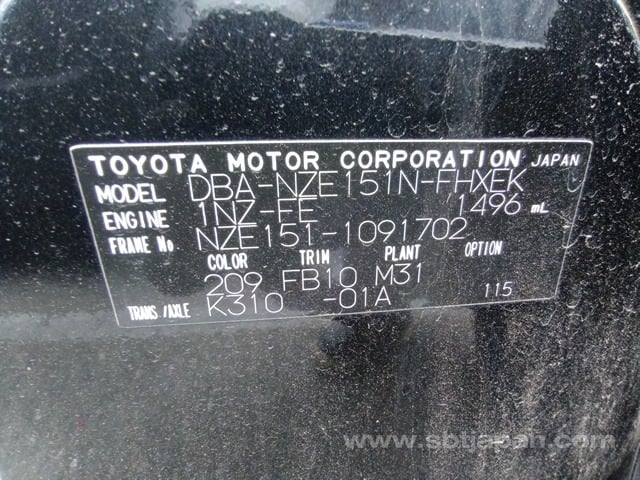 TOYOTA MOTOR CORPORATION JAPAN
MODEL DBA-NZE151N-FHXEK
ENGINE 1NZ-FE 1496 mL
FRAME No NZE151-1091702
COLOR TRIM PLANT OPTION
209 FB10 M31
TRANS/AXLE K310 -01A 115
www.sbtjapan.com